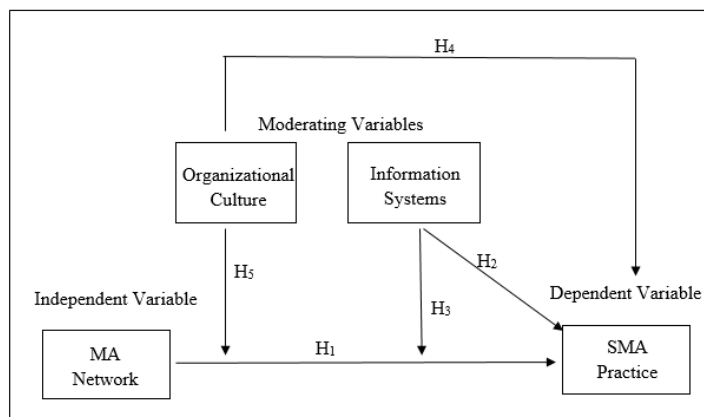 H₄
Moderating Variables
Organizational
Culture
Information
Systems
H₅
H₂
H₃
Independent Variable
Dependent Variable
MA
Network
H₁
SMA
Practice